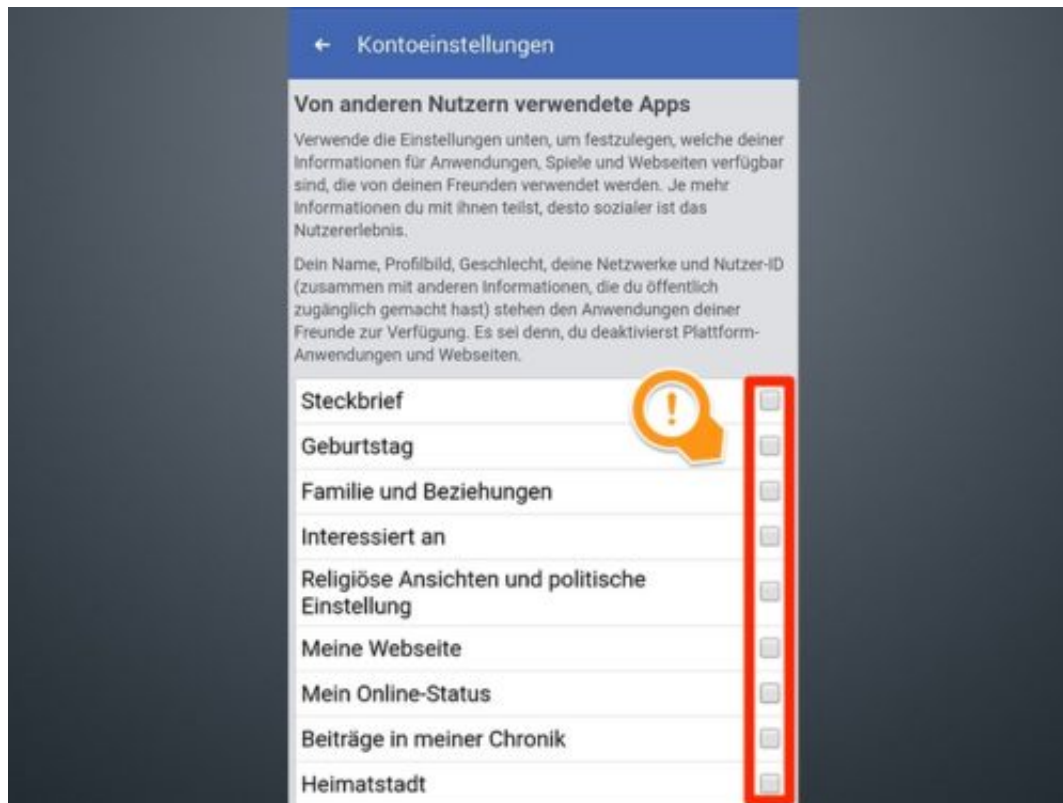 Kontoeinstellungen
Von anderen Nutzern verwendete Apps
Verwende die Einstellungen unten, um festzulegen, welche deiner
Informationen für Anwendungen, Spiele und Webseiten verfügbar
sind, die von deinen Freunden verwendet werden. Je mehr
Informationen du mit ihnen teilst, desto sozialer ist das
Nutzererlebnis.
Dein Name, Profilbild, Geschlecht, deine Netzwerke und Nutzer-ID
(zusammen mit anderen Informationen, die du öffentlich
zugänglich gemacht hast) stehen den Anwendungen deiner
Freunde zur Verfügung. Es sei denn, du deaktivierst Plattform-
Anwendungen und Webseiten.
Steckbrief
!
Geburtstag
Familie und Beziehungen
Interessiert an
Religiöse Ansichten und politische
Einstellung
Meine Webseite
Mein Online-Status
Beiträge in meiner Chronik
Heimatstadt